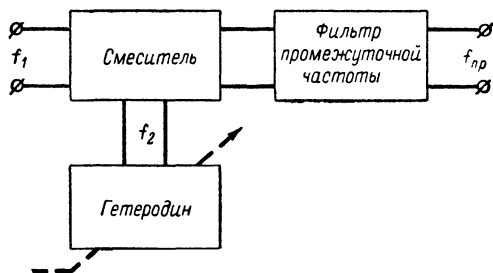 f₁
Смеситель
Фильтр
промежуточной
частоты
fпр
f₂
Гетеродин